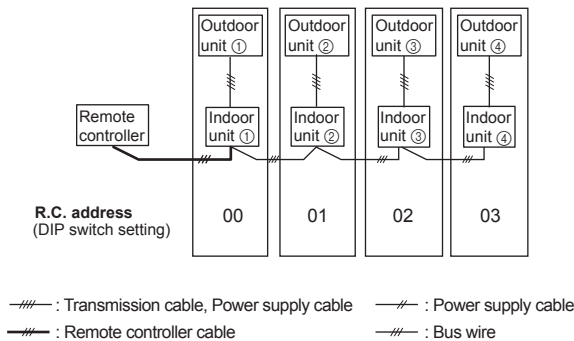 Outdoor
unit ①
Outdoor
unit ②
Outdoor
unit ③
Outdoor
unit ④
Remote
controller
Indoor
unit ①
Indoor
unit ②
Indoor
unit ③
Indoor
unit ④
R.C. address
(DIP switch setting)
00
01
02
03
: Transmission cable, Power supply cable
: Power supply cable
: Remote controller cable
: Bus wire